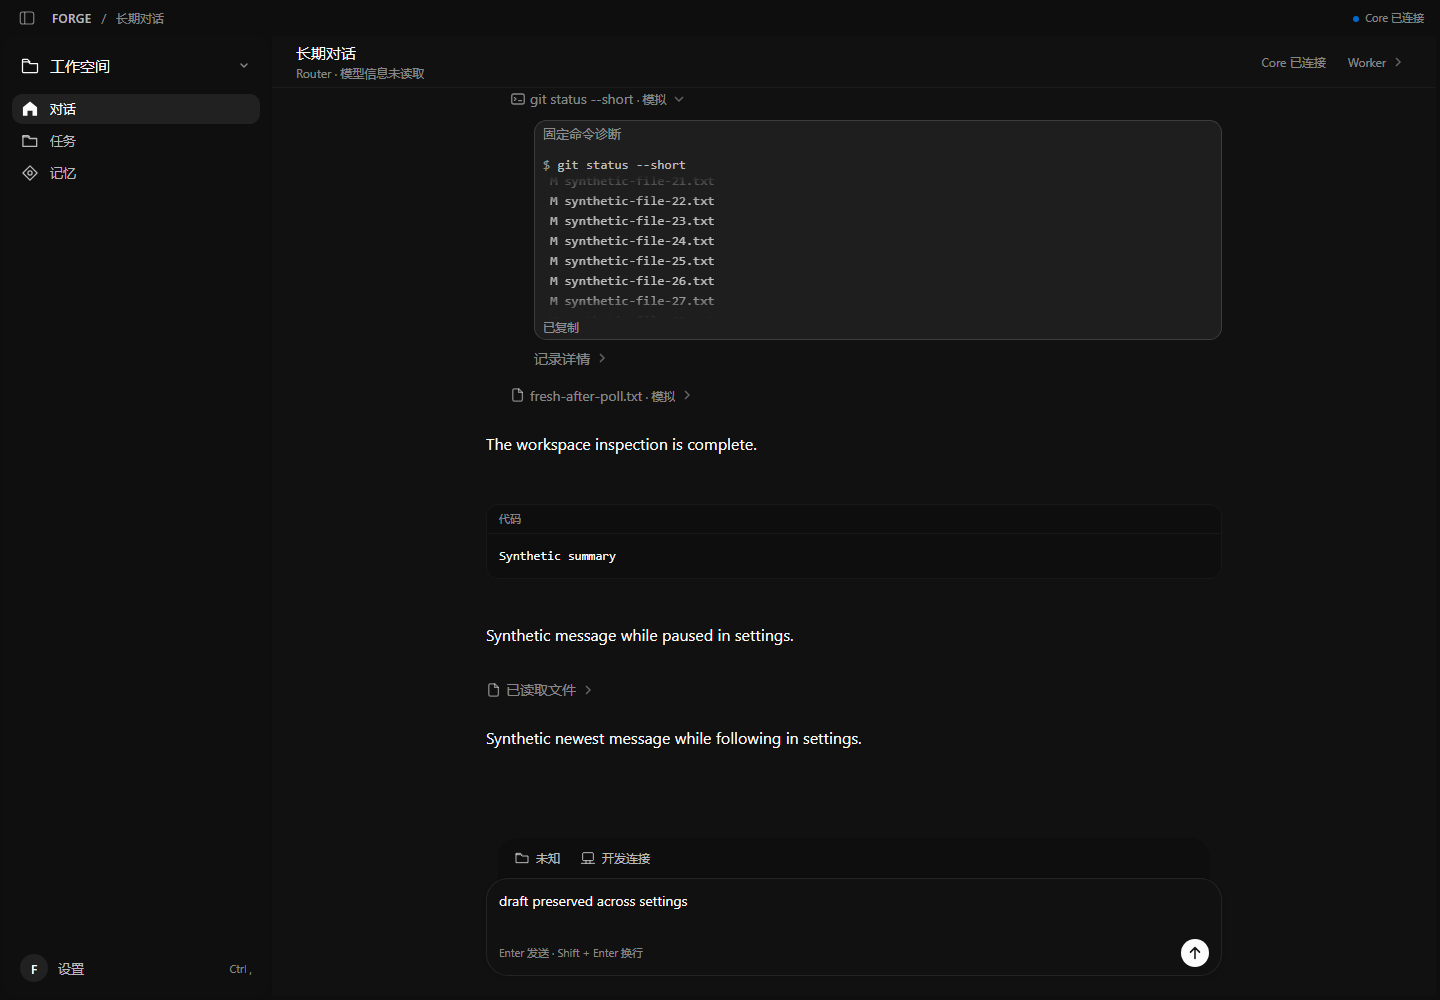 FORGE / 长期对话
Core 已连接
工作空间
对话
任务
记忆
长期对话
Router · 模型信息未读取
Core 已连接
Worker
git status --short · 模拟
固定命令诊断
$ git status --short
M synthetic-file-21.txt
M synthetic-file-22.txt
M synthetic-file-23.txt
M synthetic-file-24.txt
M synthetic-file-25.txt
M synthetic-file-26.txt
M synthetic-file-27.txt
已复制
记录详情
fresh-after-poll.txt · 模拟
The workspace inspection is complete.
代码
Synthetic summary
Synthetic message while paused in settings.
已读取文件
Synthetic newest message while following in settings.
未知
开发连接
draft preserved across settings
Enter 发送 · Shift + Enter 换行
F 设置
Ctrl ,